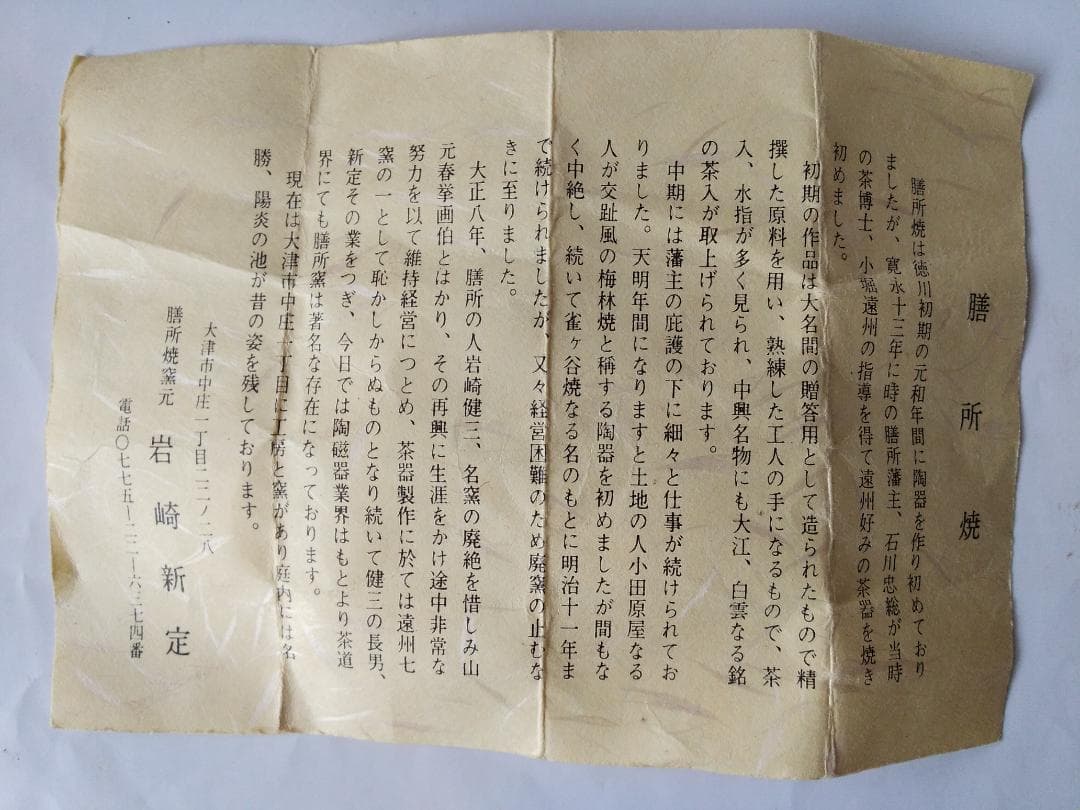 膳所焼
膳所焼は徳川初期の元和年間に陶器を作り初めており
ましたが、寛永十三年に時の膳所藩主、石川忠総が当時
の茶博士、小堀遠州の指導を得て遠州好みの茶器を焼き
初めました。
初期の作品は大名間の贈答用として造られたもので精
撰した原料を用い、熟練した工人の手になるもので、茶
入、水指が多く見られ、中興名物にも大江、白雲なる銘
の茶入が取上げられております。
中期には藩主の庇護の下に細々と仕事が続けられてお
りました。天明年間になりますと土地の人小田原屋なる
人が交趾風の梅林焼と称する陶器を初めましたが間もな
く中絶し、続いて雀ヶ谷焼なる名のもとに明治十一年ま
で続けられましたが、又々経営困難のため廃窯の止むな
きに至りました。
大正八年、膳所の人岩崎健三、名窯の廃絶を惜しみ山
元春挙画伯とはかり、その再興に生涯をかけ途中非常な
努力を以て維持経営につとめ、茶器製作に於ては遠州七
窯の一として恥かしからぬものとなり続いて健三の長男、
新定その業をつぎ、今日では陶磁器業界はもとより茶道
界にても膳所窯は著名な存在になっております。
現在は大津市中庄一丁目に工房と窯があり庭内には名
勝、陽炎の池が昔の姿を残しております。
大津市中庄一丁目二二ノ二八
膳所焼窯元 岩崎新定
電話〇七七五ー二二ー六三七四番